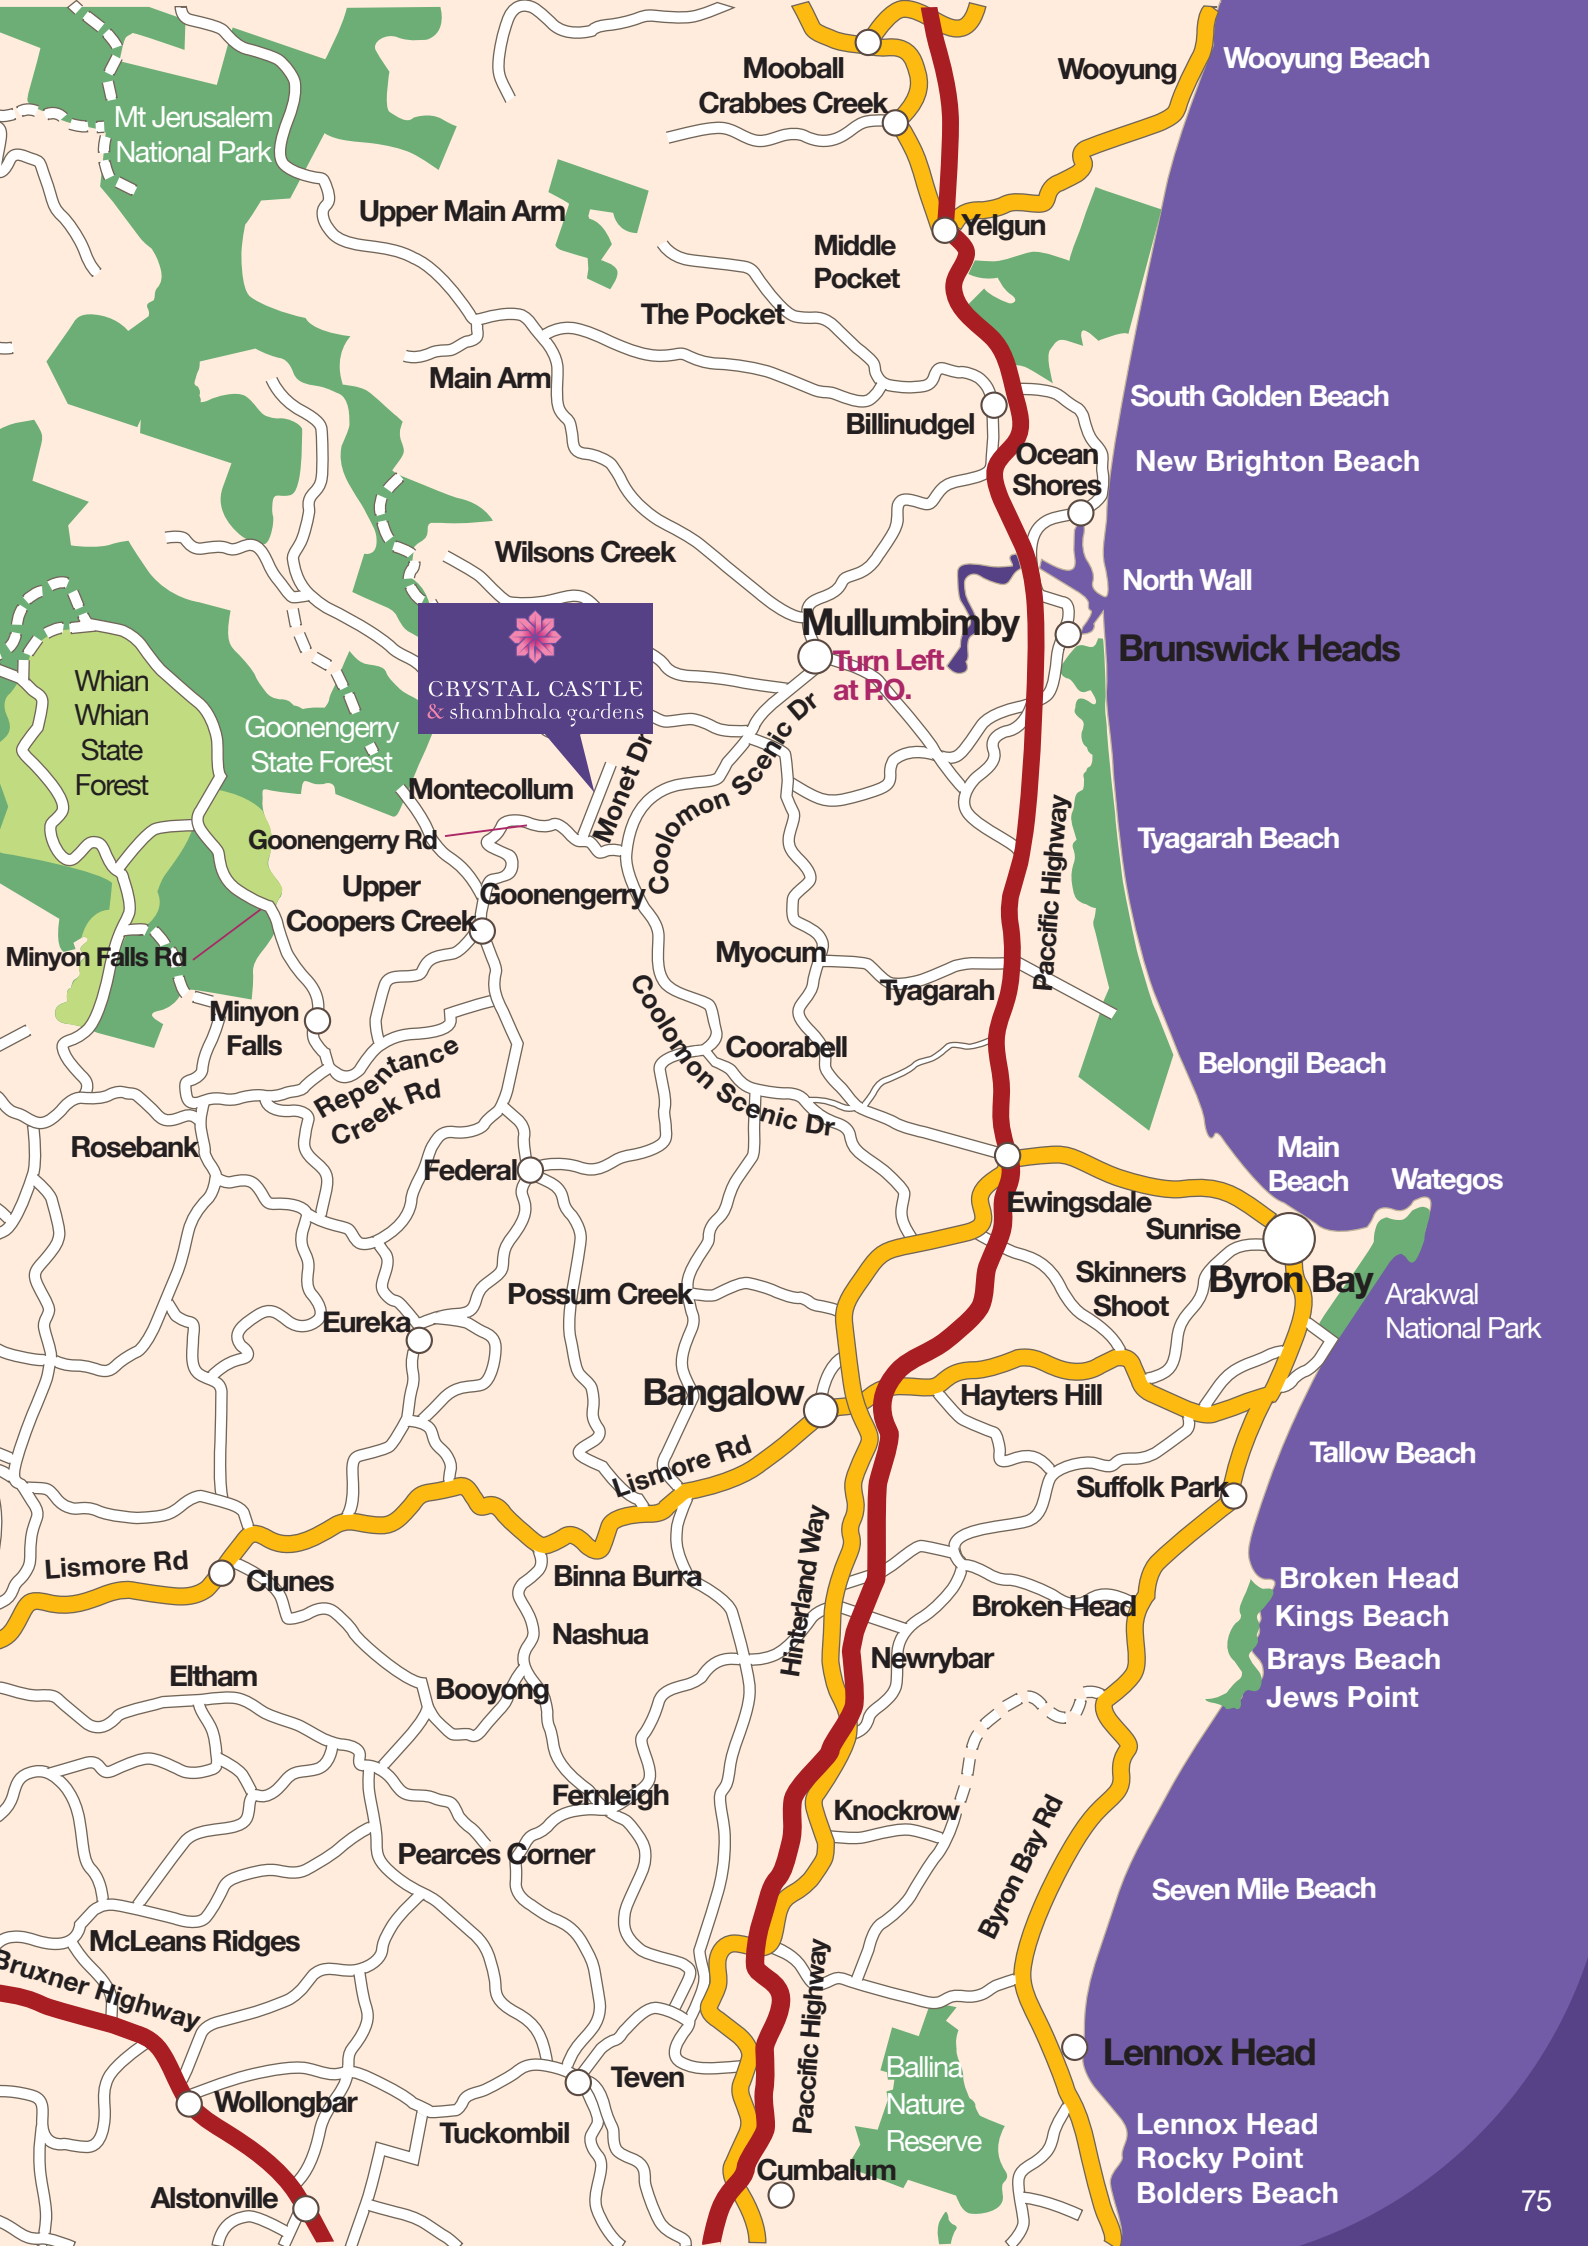 Mooball
Crabbes Creek
Wooyung
Wooyung Beach
Mt Jerusalem
National Park
Upper Main Arm
Middle
Pocket
Yelgun
The Pocket
Main Arm
Billinudgel
South Golden Beach
Ocean
Shores
New Brighton Beach
Wilsons Creek
North Wall
Mullumbimby
Turn Left
at P.O.
Brunswick Heads
CRYSTAL CASTLE
& shambhala gardens
Whian
Whian
State
Forest
Goonengerry
State Forest
Montecollum
Monet Dr
Coolomon Scenic Dr
Goonengerry Rd
Paccific Highway
Tyagarah Beach
Upper
Coopers Creek
Goonengerry
Minyon Falls Rd
Myocum
Tyagarah
Minyon
Falls
Coolomon Scenic Dr
Coorabell
Repentance
Creek Rd
Belongil Beach
Rosebank
Federal
Main
Beach
Wategos
Ewingsdale
Sunrise
Skinners
Shoot
Byron Bay
Arakwal
National Park
Possum Creek
Eureka
Bangalow
Hayters Hill
Lismore Rd
Tallow Beach
Suffolk Park
Lismore Rd
Clunes
Binna Burra
Hinterland Way
Broken Head
Broken Head
Kings Beach
Brays Beach
Jews Point
Nashua
Newrybar
Eltham
Booyong
Fernleigh
Knockrow
Byron Bay Rd
Pearces Corner
Seven Mile Beach
McLeans Ridges
Bruxner Highway
Paccific Highway
Lennox Head
Ballina
Nature
Reserve
Teven
Wollongbar
Tuckombil
Lennox Head
Rocky Point
Bolders Beach
Cumbalum
Alstonville
75